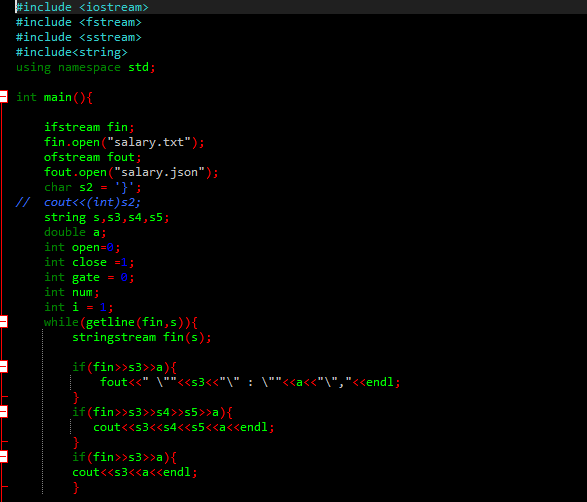 #include <iostream>
#include <fstream>
#include <sstream>
#include<string>
using namespace std;
int main(){
ifstream fin;
fin.open("salary.txt");
ofstream fout;
fout.open("salary.json");
char s2 = '}';
//  cout<<(int)s2;
string s,s3,s4,s5;
double a;
int open=0;
int close =1;
int gate = 0;
int num;
int i = 1;
while(getline(fin,s)){
stringstream fin(s);
if(fin>>s3>>a){
fout<<" \""<<s3<<"\" : \""<<a<<"\","<<endl;
}
if(fin>>s3>>s4>>s5>>a){
cout<<s3<<s4<<s5<<a<<endl;
}
if(fin>>s3>>a){
cout<<s3<<a<<endl;
}